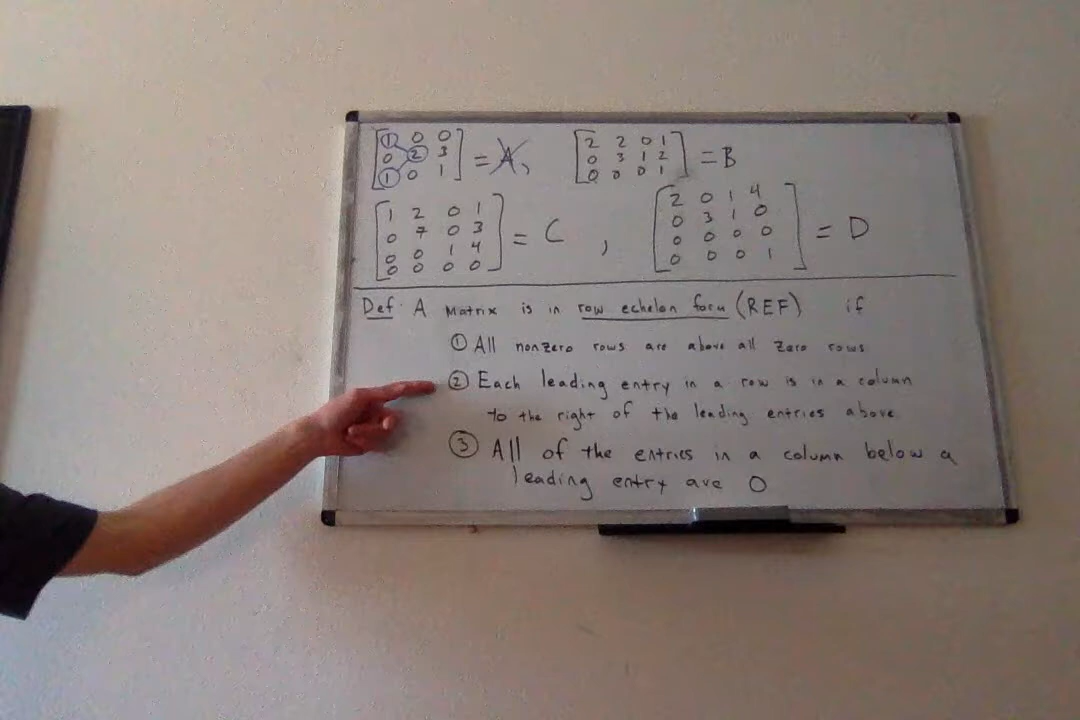 [1 0 0
0 2 3
1 0 1] = A,
[2 2 0 1
0 3 1 2
0 0 0 1] = B
[1 2 0 1
0 7 0 3
0 0 1 4
0 0 0 0] = C ,
[2 0 1 4
0 3 1 0
0 0 0 0
0 0 0 1] = D
Def. A Matrix is in row echelon form (REF) if
① All nonzero rows are above all zero rows
② Each leading entry in a row is in a column
to the right of the leading entries above
③ All of the entries in a column below a
leading entry are 0